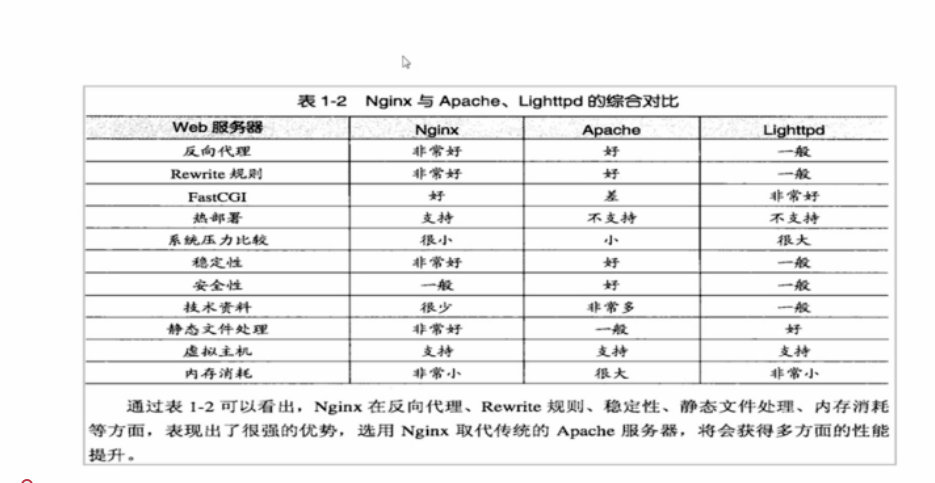 表 1-2 Nginx 与 Apache、Lighttpd 的综合对比
Web 服务器 Nginx Apache Lighttpd
反向代理 非常好 好 一般
Rewrite 规则 非常好 好 一般
FastCGI 好 差 非常好
热部署 支持 不支持 不支持
系统压力比较 很小 小 很大
稳定性 非常好 好 一般
安全性 一般 好 一般
技术资料 很少 非常多 一般
静态文件处理 非常好 一般 好
虚拟主机 支持 支持 支持
内存消耗 非常小 很大 非常小
通过表 1-2 可以看出，Nginx 在反向代理、Rewrite 规则、稳定性、静态文件处理、内存消耗
等方面，表现出了很强的优势，选用 Nginx 取代传统的 Apache 服务器，将会获得多方面的性能
提升。